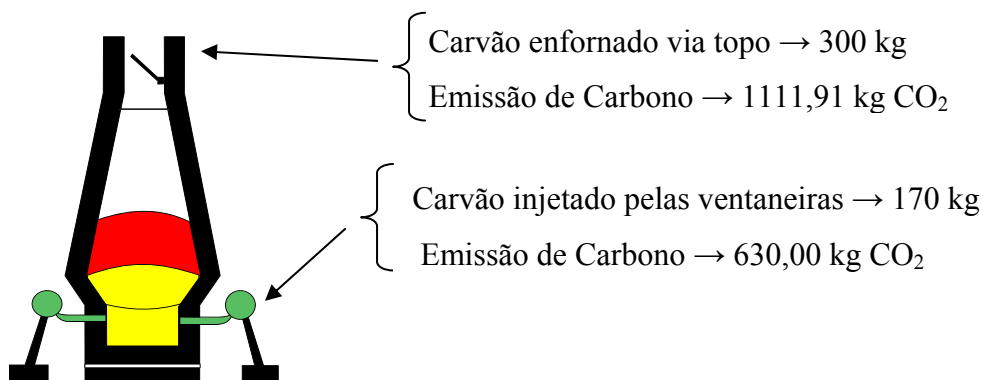 Carvão enfornado via topo → 300 kg
Emissão de Carbono → 1111,91 kg CO₂
Carvão injetado pelas ventaneiras → 170 kg
Emissão de Carbono → 630,00 kg CO₂